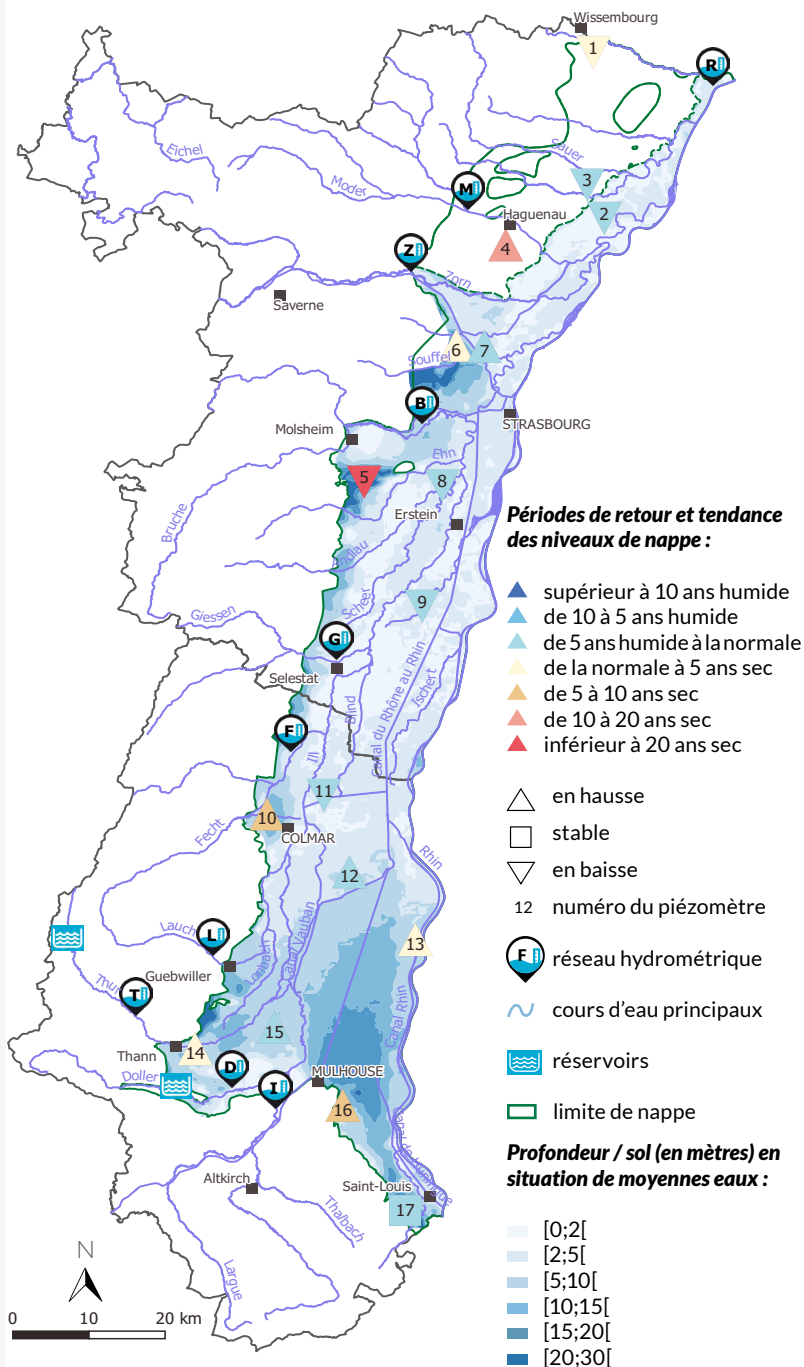 Wissembourg
1
R
Eichel
Sauer
Moder
M
3
2
Haguenau
4
Z
Zorn
Saverne
6
7
Souffel
B
Molsheim
STRASBOURG
Ehn
5
8
Erstein
Bruche
Andlau
Scheer
9
Giessen
G
Selestat
Blind
Canal du Rhône au Rhin
Ischert
F
Ill
11
10
COLMAR
Fecht
12
Rhin
13
Lauch
L
Canal Vauban
Guebwiller
Thur
T
Canal Rhin
15
14
Thann
Doller
D
I
MULHOUSE
16
Saint-Louis
17
Altkirch
Thalbach
Largue
N
0 10 20 km
Périodes de retour et tendance
des niveaux de nappe :
supérieur à 10 ans humide
de 10 à 5 ans humide
de 5 ans humide à la normale
de la normale à 5 ans sec
de 5 à 10 ans sec
de 10 à 20 ans sec
inférieur à 20 ans sec
en hausse
stable
en baisse
12 numéro du piézomètre
F réseau hydrométrique
cours d'eau principaux
réservoirs
limite de nappe
Profondeur / sol (en mètres) en
situation de moyennes eaux :
[0;2[
[2;5[
[5;10[
[10;15[
[15;20[
[20;30[